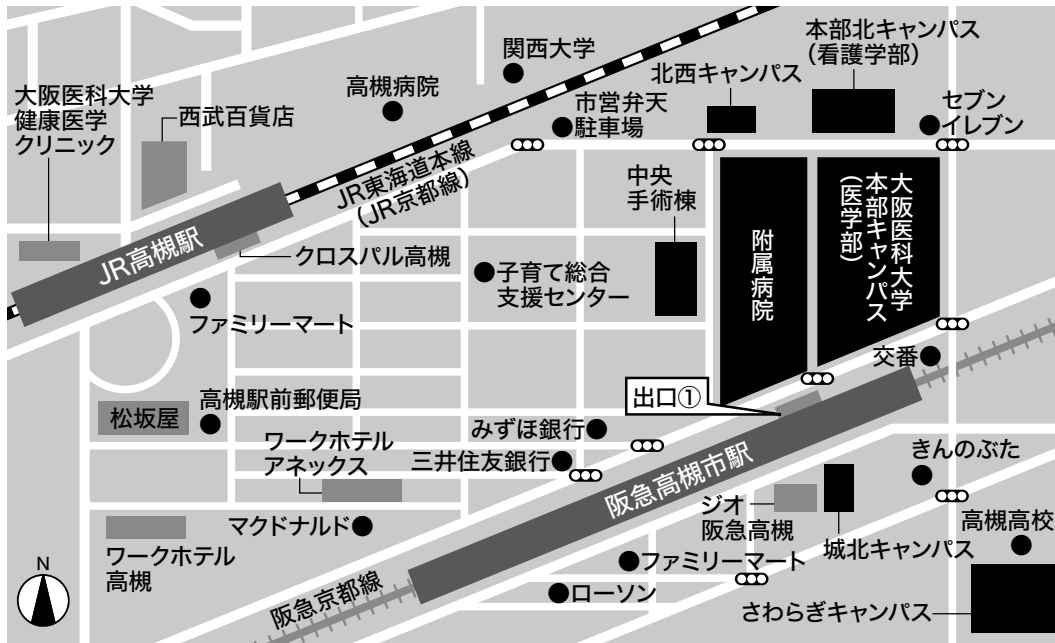 大阪医科大学
健康医学
クリニック
西武百貨店
高槻病院
関西大学
市営弁天
駐車場
北西キャンパス
本部北キャンパス
(看護学部)
セブン
イレブン
JR東海道本線
(JR京都線)
中央
手術棟
附属病院
大阪医科大学
本部キャンパス
(医学部)
JR高槻駅
クロスパル高槻
子育て総合
支援センター
ファミリーマート
交番
出口①
松坂屋
高槻駅前郵便局
ワークホテル
アネックス
みずほ銀行
三井住友銀行
阪急高槻市駅
きんのぶた
ジオ
阪急高槻
城北キャンパス
高槻高校
マクドナルド
ワークホテル
高槻
ファミリーマート
ローソン
阪急京都線
さわらぎキャンパス
N